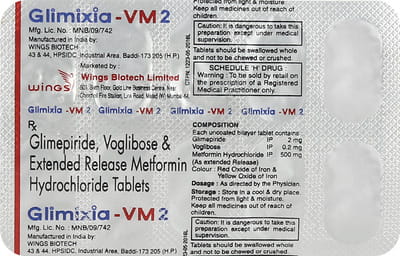 Glimixia -VM 2
Mfg. Lic. No. : MNB/09/742
Manufactured in India by:
WINGS BIOTECH
43 & 44, HPSIDC, Industrial Area, Baddi-173 205 (H.P.)
Marketed by :
wings
Wings Biotech Limited
Chincholi Fire Station, Link Road, Malad (W) Mumbai-64.
Protected from light & moisture.
Keep all medicines out of reach of
children.
Caution: It is dangerous to take this
preparation except under medical
supervision.
Tablets should be swallowed whole
and not to be chewed or crushed.
SCHEDULE 'H' DRUG
Warning : To be sold by retail on
the prescription of a Registered
Medical Practitioner only.
Glimixia -VM 2 Glimixia -VM 2 Glimixia -VM 2 Glimixia -VM 2
Rx
Glimepiride, Voglibose &
Extended Release Metformin
Hydrochloride Tablets
COMPOSITION
Each uncoated bilayer tablet contains
Glimepiride IP 2 mg
Voglibose IP 0.2 mg
Metformin Hydrochloride IP 500 mg
(As extended Release)
Colour : Red Oxide of Iron &
Yellow Oxide of Iron
Dosage : As directed by the Physician.
Storage : Store in a cool & dry place.
Protected from light & moisture.
Keep all medicines out of reach of
children.
Glimixia -VM 2
Mfg. Lic. No. : MNB/09/742
Manufactured in India by:
WINGS BIOTECH
43 & 44, HPSIDC, Industrial Area, Baddi-173 205 (H.P.)
Caution: It is dangerous to take this
preparation except under medical
supervision.
Tablets should be swallowed whole
and not to be chewed or crushed.